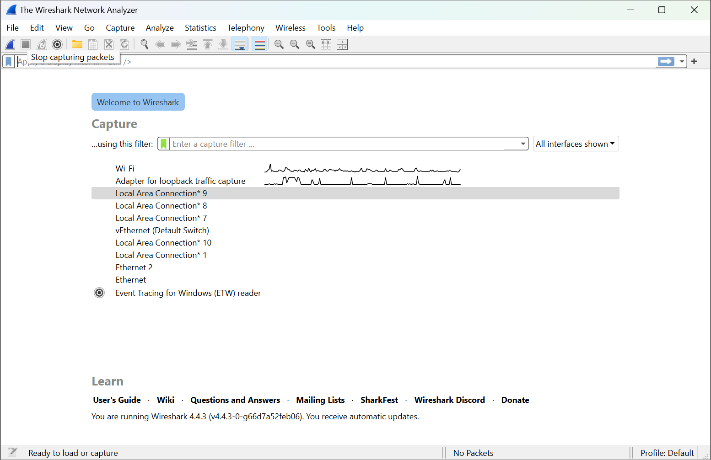 The Wireshark Network Analyzer
File Edit View Go Capture Analyze Statistics Telephony Wireless Tools Help
Stop capturing packets
Welcome to Wireshark
Capture
...using this filter: Enter a capture filter ... All interfaces shown
Wi-Fi
Adapter for loopback traffic capture
Local Area Connection* 9
Local Area Connection* 8
Local Area Connection* 7
vEthernet (Default Switch)
Local Area Connection* 10
Local Area Connection* 1
Ethernet 2
Ethernet
Event Tracing for Windows (ETW) reader
Learn
User's Guide · Wiki · Questions and Answers · Mailing Lists · SharkFest · Wireshark Discord · Donate
You are running Wireshark 4.4.3 (v4.4.3-0-g66d7a52feb06). You receive automatic updates.
Ready to load or capture No Packets Profile: Default